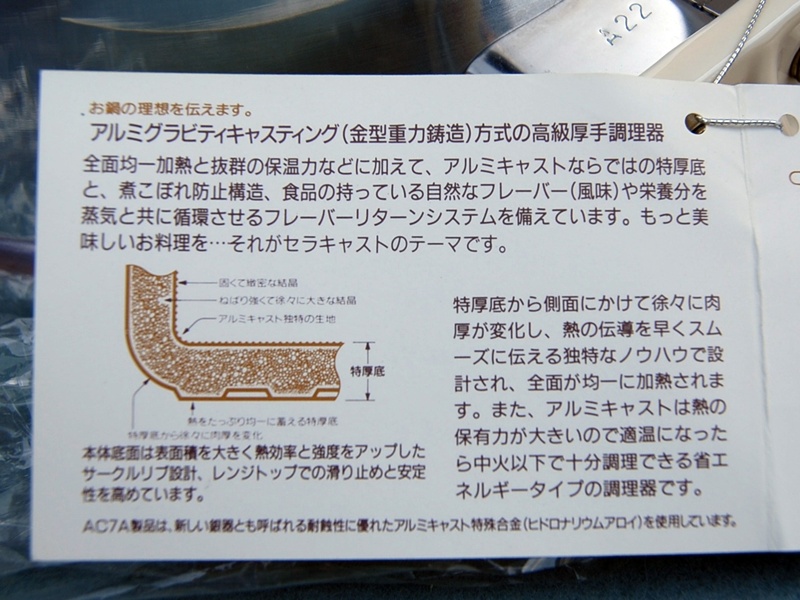 A22
お鍋の理想を伝えます。
アルミグラビティキャスティング(金型重力鋳造)方式の高級厚手調理器
全面均一加熱と抜群の保温力などに加えて、アルミキャストならではの特厚底
と、煮こぼれ防止構造、食品の持っている自然なフレーバー(風味)や栄養分を
蒸気と共に循環させるフレーバーリターンシステムを備えています。もっと美
味しいお料理を…それがセラキャストのテーマです。
固くて緻密な結晶
ねばり強くて徐々に大きな結晶
アルミキャスト独特の生地
特厚底
熱をたっぷり均一に蓄える特厚底
特厚底から徐々に肉厚を変化
本体底面は表面積を大きく熱効率と強度をアップした
サークルリブ設計、レンジトップでの滑り止めと安定
性を高めています。
特厚底から側面にかけて徐々に肉
厚が変化し、熱の伝導を早くスム
ーズに伝える独特なノウハウで設
計され、全面が均一に加熱されま
す。また、アルミキャストは熱の
保有力が大きいので適温になった
ら中火以下で十分調理できる省エ
ネルギータイプの調理器です。
AC7A製品は、新しい銀器とも呼ばれる耐蝕性に優れたアルミキャスト特殊合金(ヒドロナリウムアロイ)を使用しています。